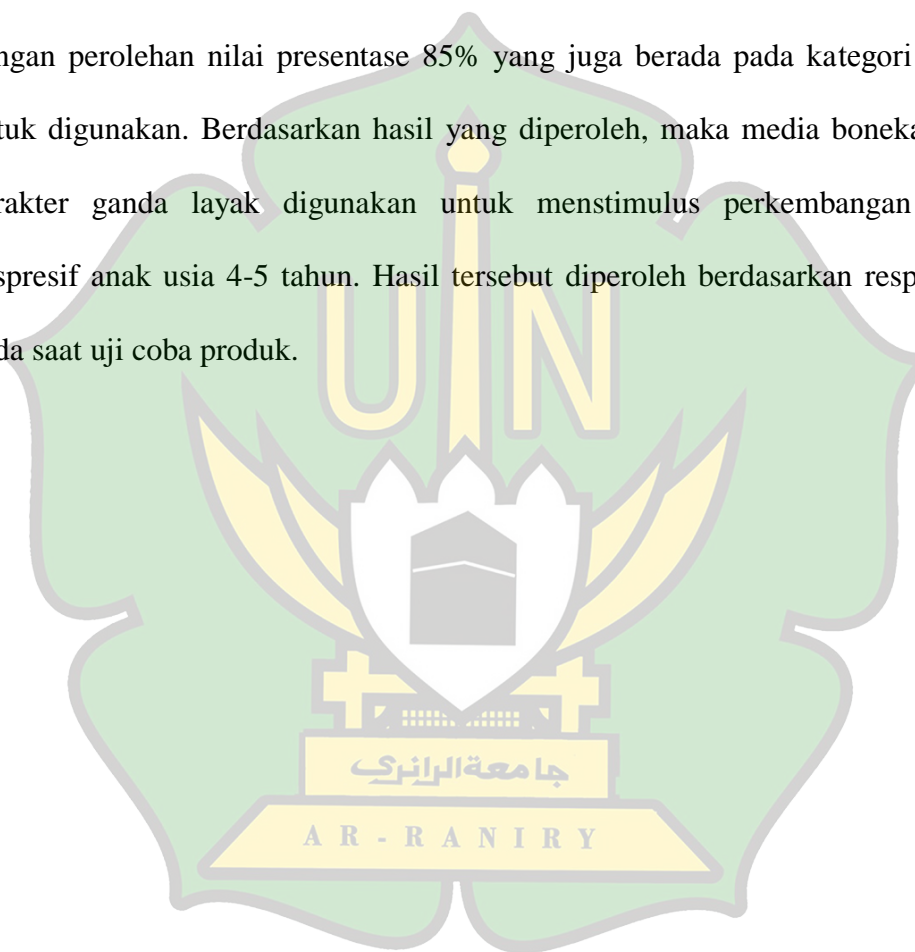 ngan perolehan nilai presentase 85% yang juga berada pada kategori
tuk digunakan. Berdasarkan hasil yang diperoleh, maka media boneka
rakter ganda layak digunakan untuk menstimulus perkembangan
spresif anak usia 4-5 tahun. Hasil tersebut diperoleh berdasarkan resp
da saat uji coba produk.
UIN
جامعةالرانري
AR-RANIRY